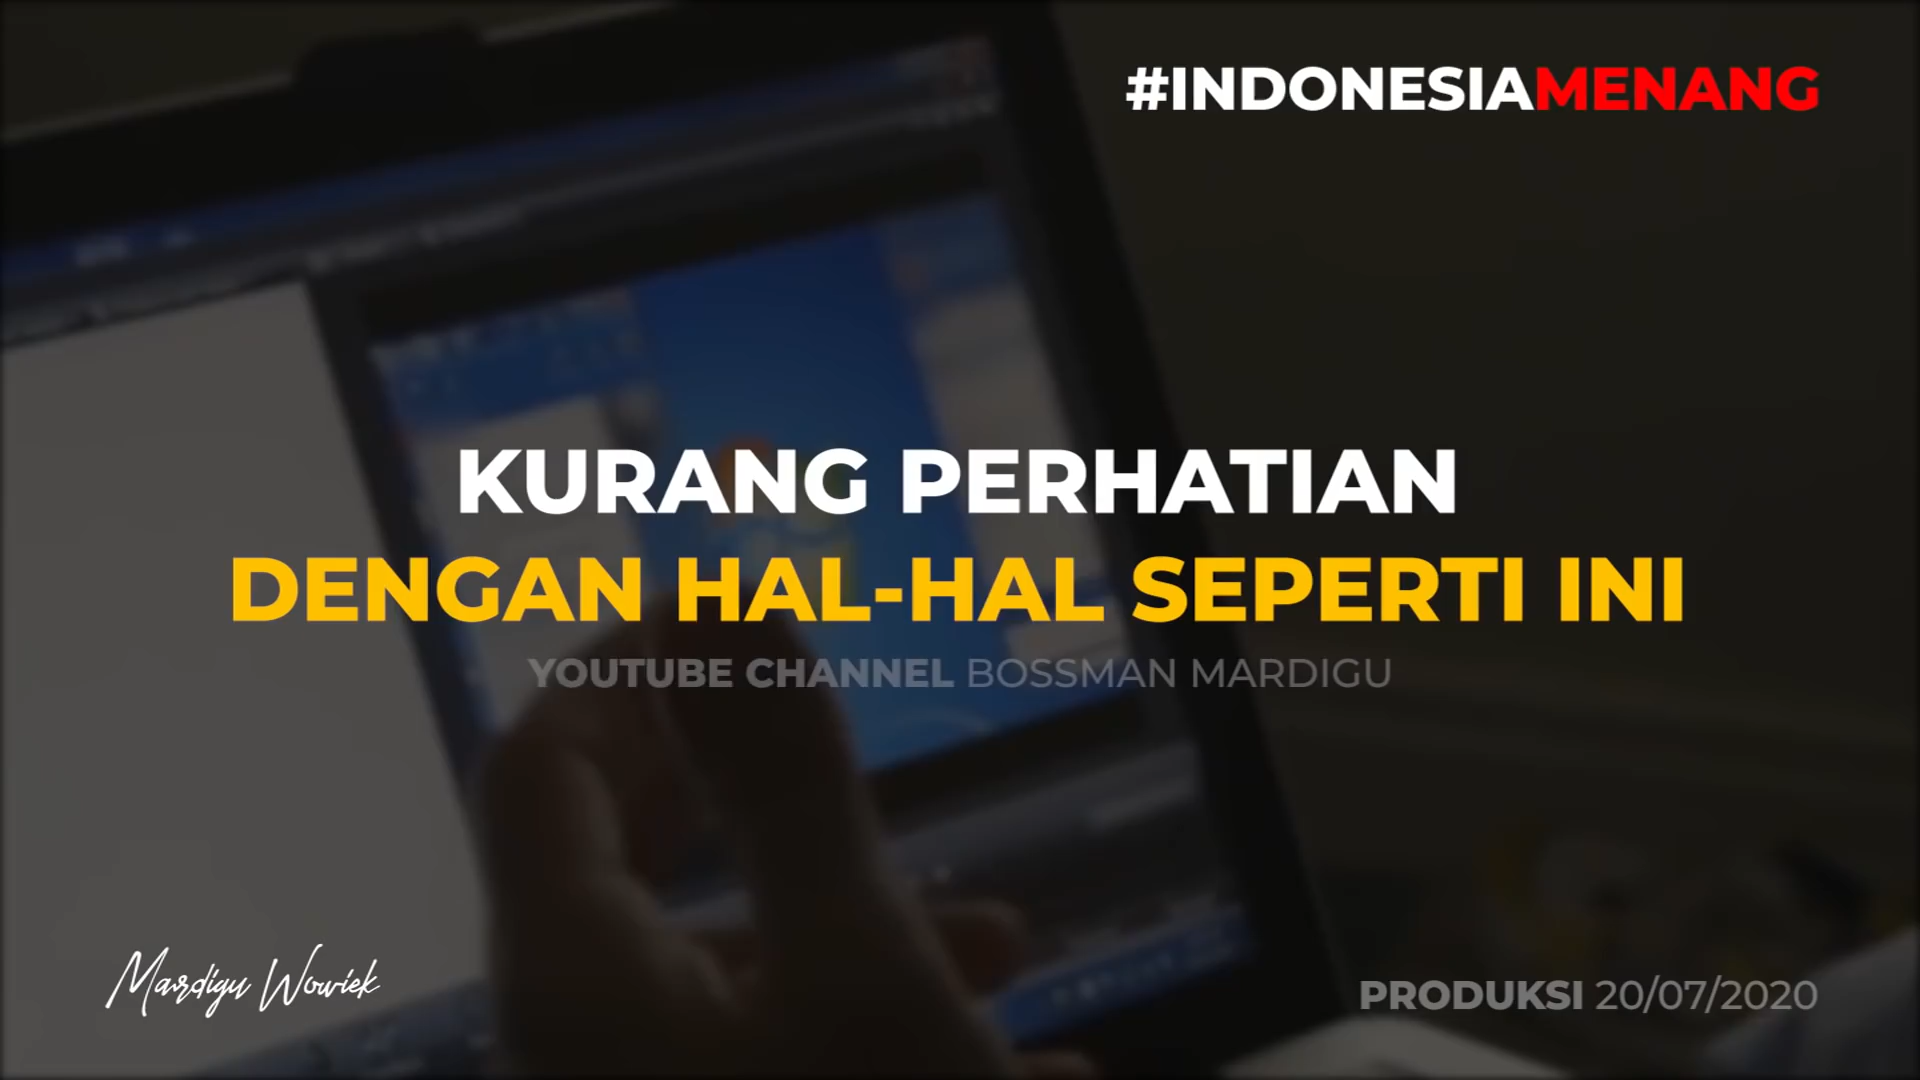 #INDONESIAMENANG
KURANG PERHATIAN
DENGAN HAL-HAL SEPERTI INI
YOUTUBE CHANNEL BOSSMAN MARDIGU
Mardigu Wowiek
PRODUKSI 20/07/2020